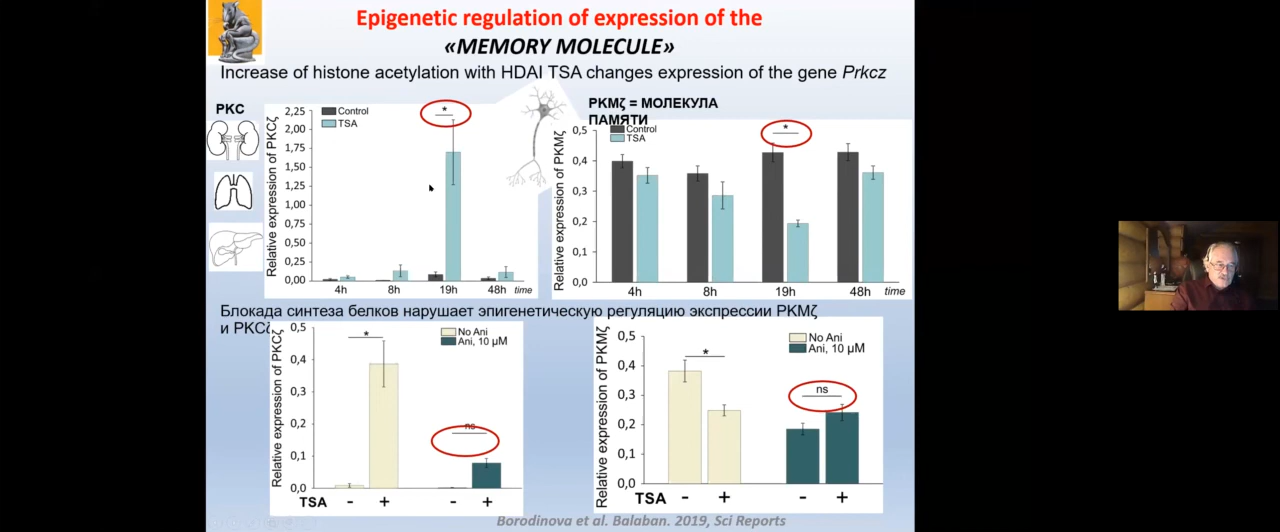 Epigenetic regulation of expression of the
«MEMORY MOLECULE»
Increase of histone acetylation with HDAI TSA changes expression of the gene Prkcz
PKC
Relative expression of PKCζ
2,25
2,00
1,75
1,50
1,25
1,00
0,75
0,50
0,25
0,00
Control
TSA
*
4h 8h 19h 48h time
PKMζ = МОЛЕКУЛА
ПАМЯТИ
Relative expression of PKMζ
0,5
0,4
0,3
0,2
0,1
0,0
Control
TSA
*
4h 8h 19h 48h time
Блокада синтеза белков нарушает эпигенетическую регуляцию экспрессии PKMζ
и PKCζ
Relative expression of PKCζ
0,5
0,4
0,3
0,2
0,1
0,0
No Ani
Ani, 10 µM
*
ns
TSA - + - +
Relative expression of PKMζ
0,5
0,4
0,3
0,2
0,1
0,0
No Ani
Ani, 10 µM
*
ns
TSA - + - +
Borodinova et al. Balaban. 2019, Sci Reports